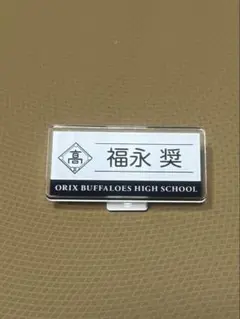 高
福永 奨
ORIX BUFFALOES HIGH SCHOOL